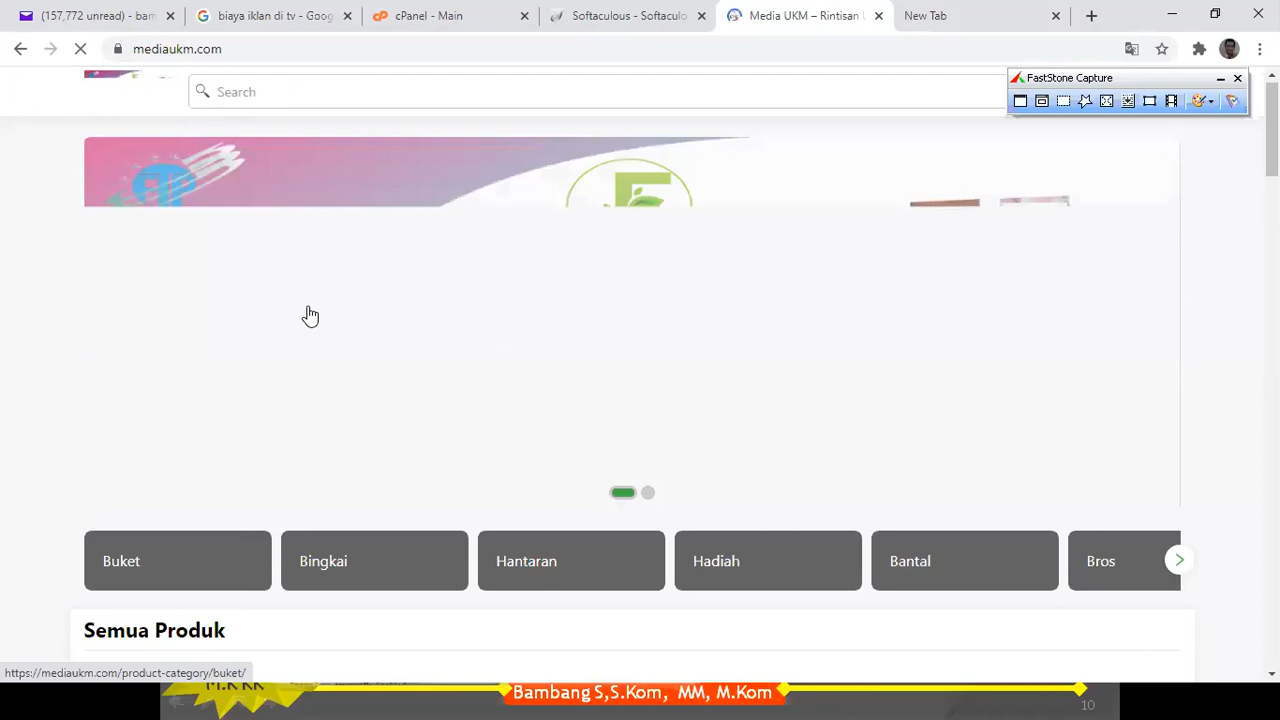 (157,772 unread) - bam
biaya iklan di tv - Goog
cPanel - Main
Softaculous - Softaculo
Media UKM – Rintisan U
New Tab
mediaukm.com
FastStone Capture
Search
Buket
Bingkai
Hantaran
Hadiah
Bantal
Bros
Semua Produk
https://mediaukm.com/product-category/buket/
Bambang S,S.Kom, MM, M.Kom
10